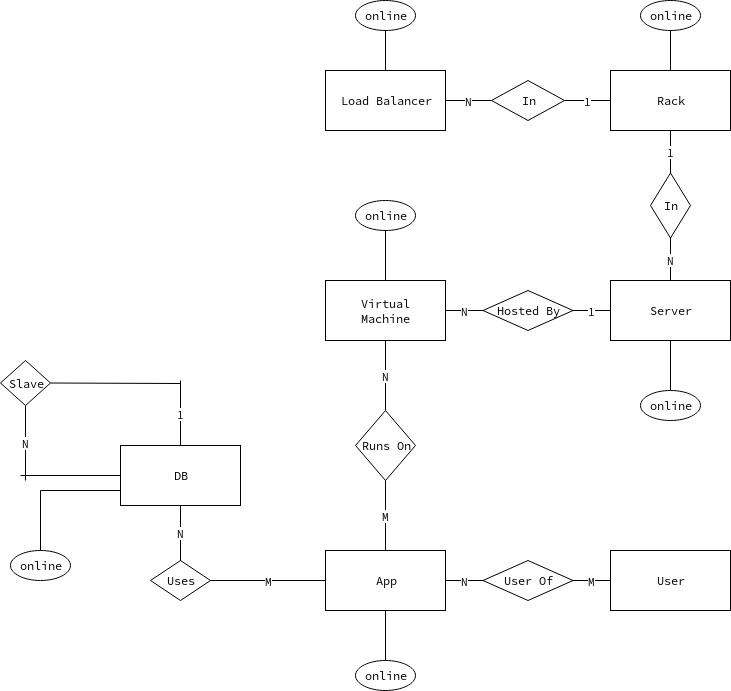 online
online
Load Balancer
N
In
1
Rack
1
In
N
online
Virtual
Machine
N
Hosted By
1
Server
N
Slave
1
online
N
Runs On
DB
M
N
online
Uses
M
App
N
User Of
M
User
online